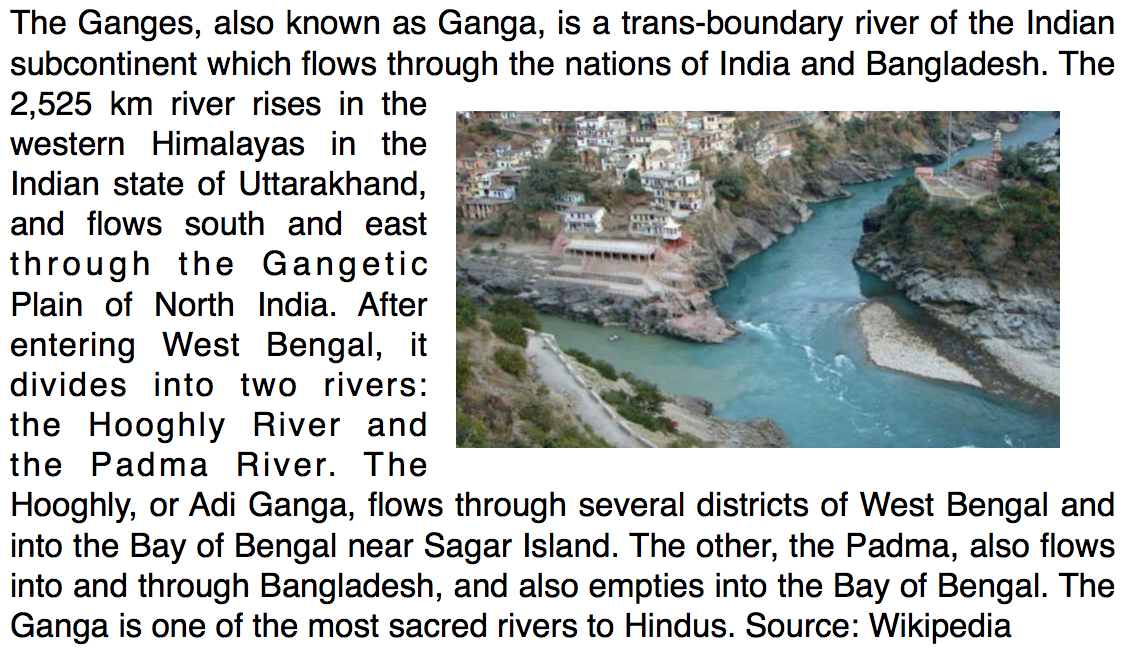 The Ganges, also known as Ganga, is a trans-boundary river of the Indian
subcontinent which flows through the nations of India and Bangladesh. The
2,525 km river rises in the
western Himalayas in the
Indian state of Uttarakhand,
and flows south and east
through the Gangetic
Plain of North India. After
entering West Bengal, it
divides into two rivers:
the Hooghly River and
the Padma River. The
Hooghly, or Adi Ganga, flows through several districts of West Bengal and
into the Bay of Bengal near Sagar Island. The other, the Padma, also flows
into and through Bangladesh, and also empties into the Bay of Bengal. The
Ganga is one of the most sacred rivers to Hindus. Source: Wikipedia